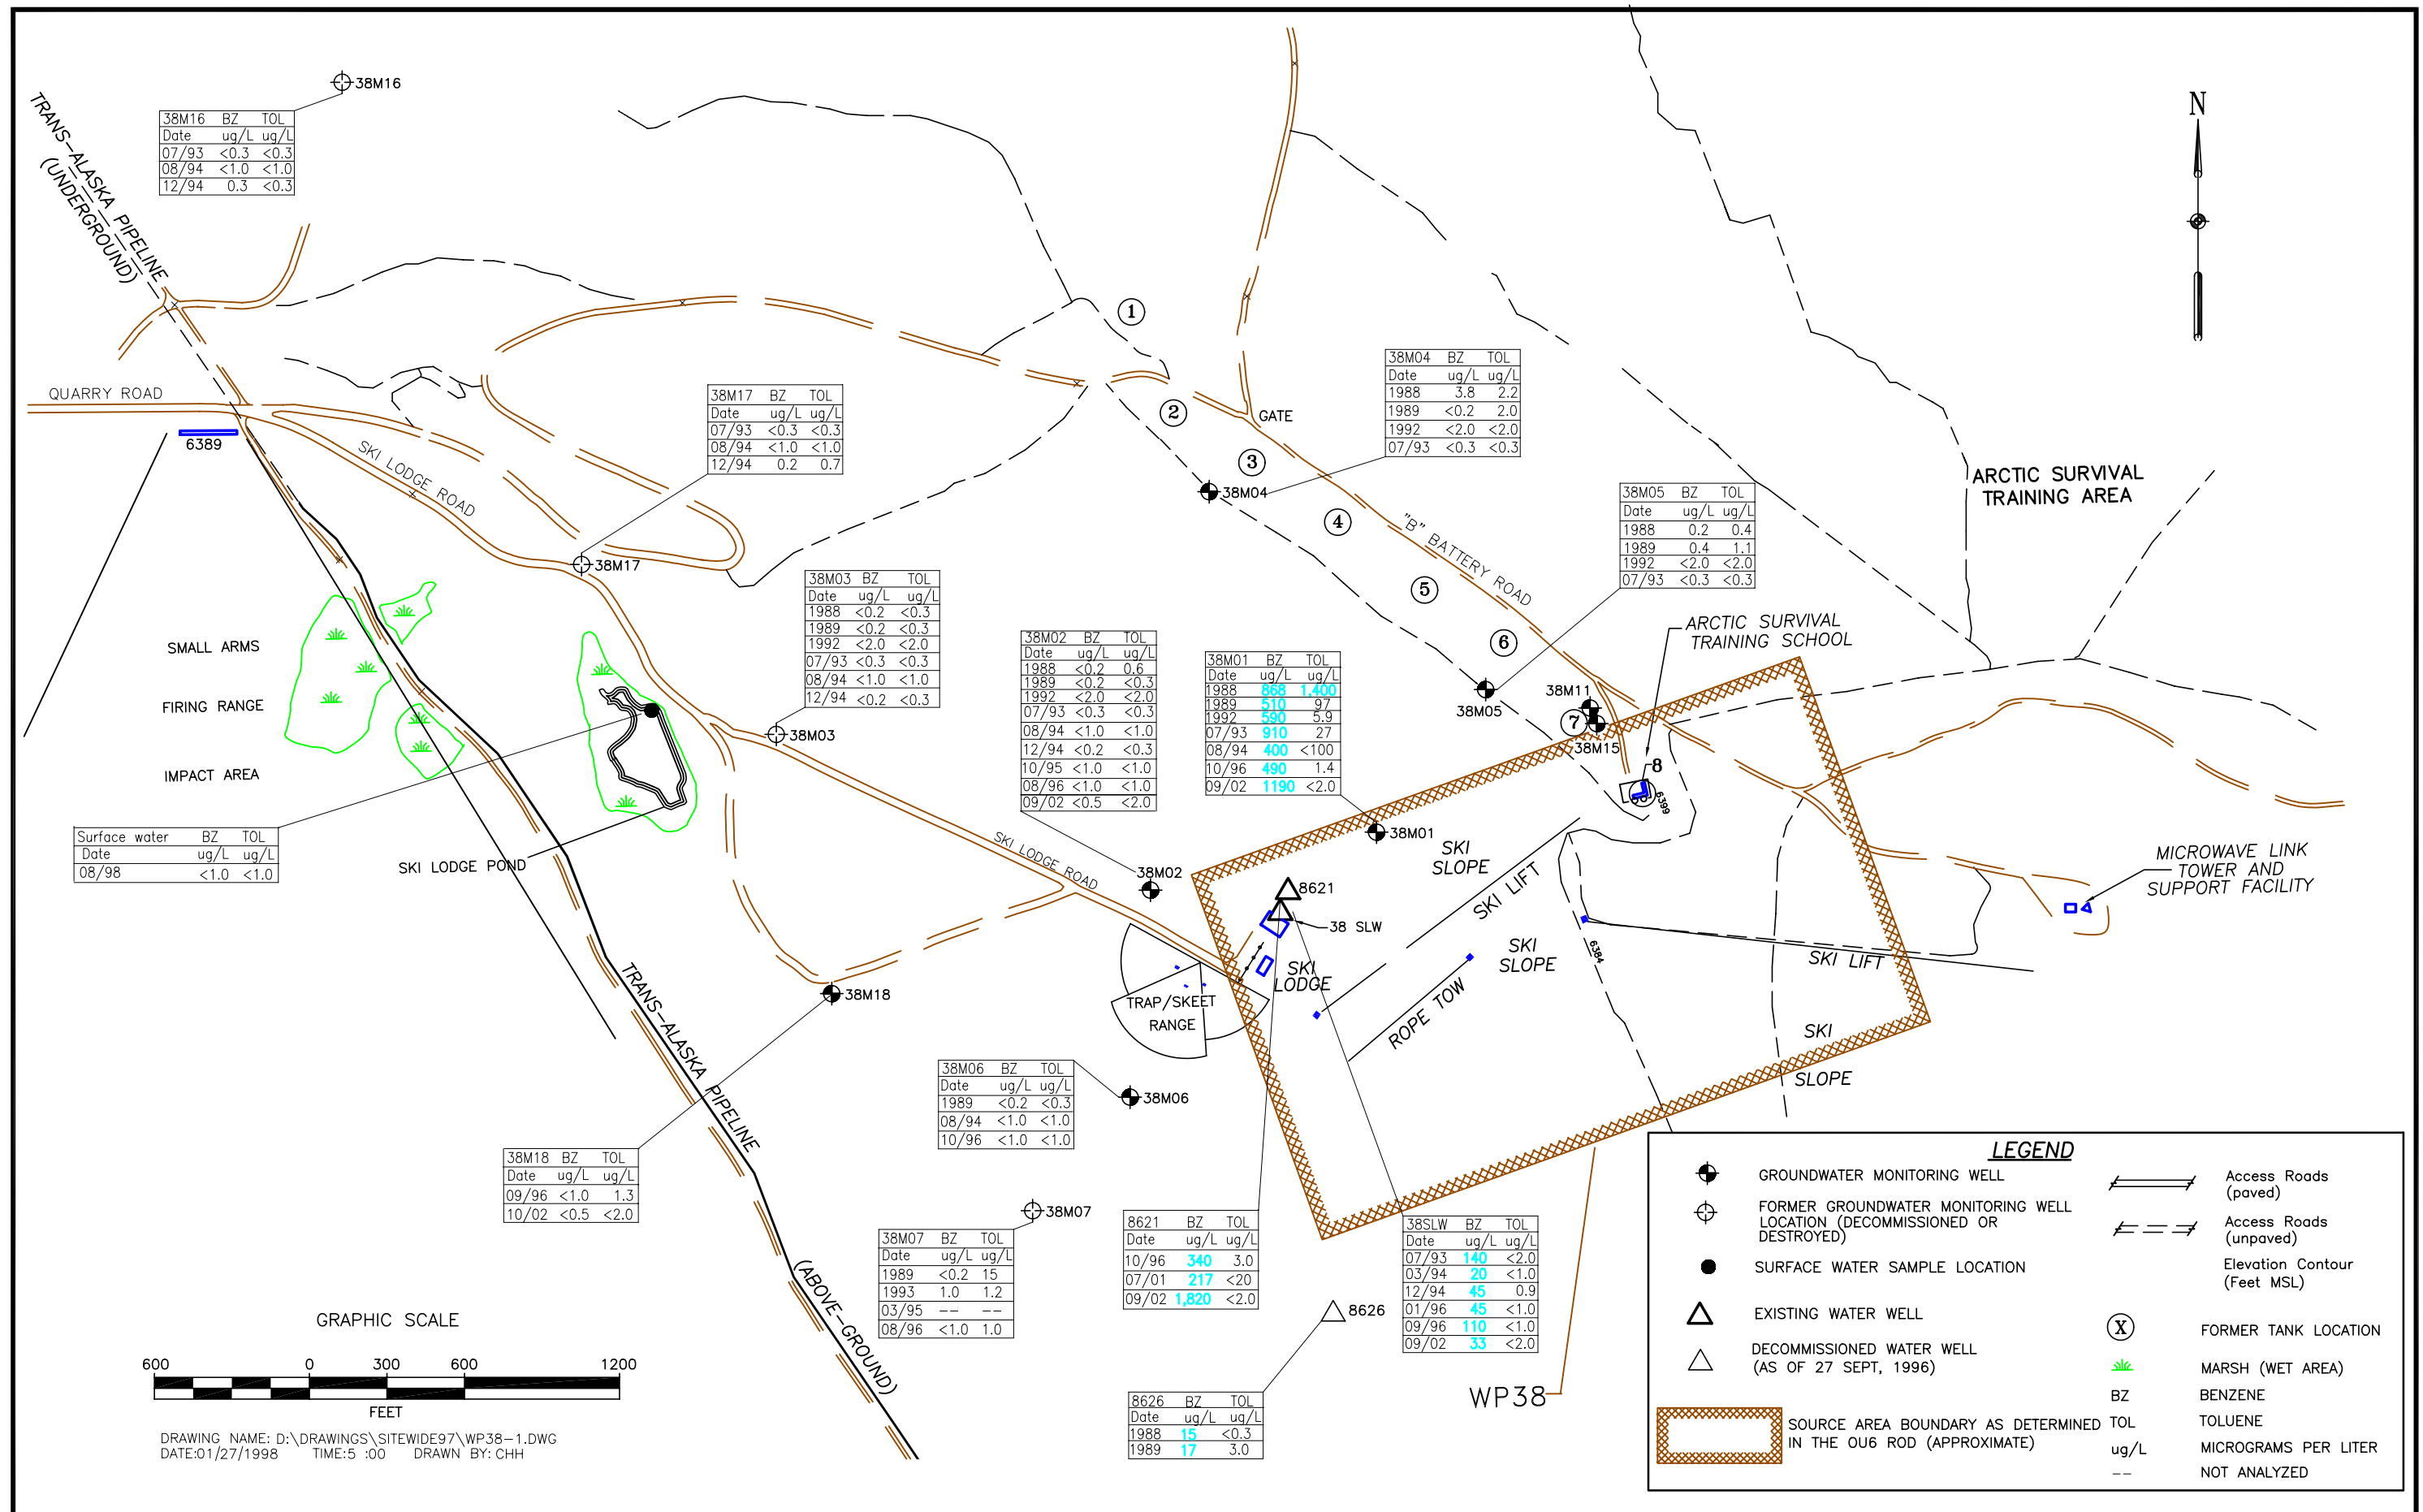 38M16
38M16 BZ TOL
Date ug/L ug/L
07/93 <0.3 <0.3
08/94 <1.0 <1.0
12/94 0.3 <0.3
TRANS-ALASKA PIPELINE
(UNDERGROUND)
N
1
QUARRY ROAD
6389
SKI LODGE ROAD
38M17 BZ TOL
Date ug/L ug/L
07/93 <0.3 <0.3
08/94 <1.0 <1.0
12/94 0.2 0.7
2
GATE
3
38M04 BZ TOL
Date ug/L ug/L
1988 3.8 2.2
1989 <0.2 2.0
1992 <2.0 <2.0
07/93 <0.3 <0.3
38M04
4
"B" BATTERY ROAD
38M05 BZ TOL
Date ug/L ug/L
1988 0.2 0.4
1989 0.4 1.1
1992 <2.0 <2.0
07/93 <0.3 <0.3
ARCTIC SURVIVAL
TRAINING AREA
38M17
5
6
38M03 BZ TOL
Date ug/L ug/L
1988 <0.2 <0.3
1989 <0.2 <0.3
1992 <2.0 <2.0
07/93 <0.3 <0.3
08/94 <1.0 <1.0
12/94 <0.2 <0.3
38M02 BZ TOL
Date ug/L ug/L
1988 <0.2 0.6
1989 <0.2 <0.3
1992 <2.0 <2.0
07/93 <0.3 <0.3
08/94 <1.0 <1.0
12/94 <0.2 <0.3
10/95 <1.0 <1.0
08/96 <1.0 <1.0
09/02 <0.5 <2.0
38M01 BZ TOL
Date ug/L ug/L
1988 868 1,400
1989 510 97
1992 590 5.9
07/93 910 27
08/94 400 <100
10/96 490 1.4
09/02 1190 <2.0
ARCTIC SURVIVAL
TRAINING SCHOOL
SMALL ARMS
FIRING RANGE
IMPACT AREA
38M05
38M11
7
38M15
8
6399
38M03
Surface water BZ TOL
Date ug/L ug/L
08/98 <1.0 <1.0
SKI LODGE POND
SKI LODGE ROAD
38M02
38M01
SKI
SLOPE
SKI LIFT
8621
38 SLW
SKI
SLOPE
6384
SKI LIFT
MICROWAVE LINK
TOWER AND
SUPPORT FACILITY
SKI
LODGE
TRAP/SKEET
RANGE
ROPE TOW
SKI
SLOPE
38M18
TRANS-ALASKA PIPELINE
(ABOVE-GROUND)
38M06 BZ TOL
Date ug/L ug/L
1989 <0.2 <0.3
08/94 <1.0 <1.0
10/96 <1.0 <1.0
38M06
38M18 BZ TOL
Date ug/L ug/L
09/96 <1.0 1.3
10/02 <0.5 <2.0
38M07
38M07 BZ TOL
Date ug/L ug/L
1989 <0.2 15
1993 1.0 1.2
03/95 -- --
08/96 <1.0 1.0
8621 BZ TOL
Date ug/L ug/L
10/96 340 3.0
07/01 217 <20
09/02 1,820 <2.0
38SLW BZ TOL
Date ug/L ug/L
07/93 140 <2.0
03/94 20 <1.0
12/94 45 0.9
01/96 45 <1.0
09/96 110 <1.0
09/02 33 <2.0
8626
8626 BZ TOL
Date ug/L ug/L
1988 15 <0.3
1989 17 3.0
WP38
GRAPHIC SCALE
600 0 300 600 1200
FEET
DRAWING NAME: D:\DRAWINGS\SITEWIDE97\WP38-1.DWG
DATE:01/27/1998 TIME:5 :00 DRAWN BY: CHH
LEGEND
GROUNDWATER MONITORING WELL
FORMER GROUNDWATER MONITORING WELL
LOCATION (DECOMMISSIONED OR
DESTROYED)
SURFACE WATER SAMPLE LOCATION
EXISTING WATER WELL
DECOMMISSIONED WATER WELL
(AS OF 27 SEPT, 1996)
SOURCE AREA BOUNDARY AS DETERMINED
IN THE OU6 ROD (APPROXIMATE)
Access Roads
(paved)
Access Roads
(unpaved)
Elevation Contour
(Feet MSL)
X FORMER TANK LOCATION
MARSH (WET AREA)
BZ BENZENE
TOL TOLUENE
ug/L MICROGRAMS PER LITER
-- NOT ANALYZED